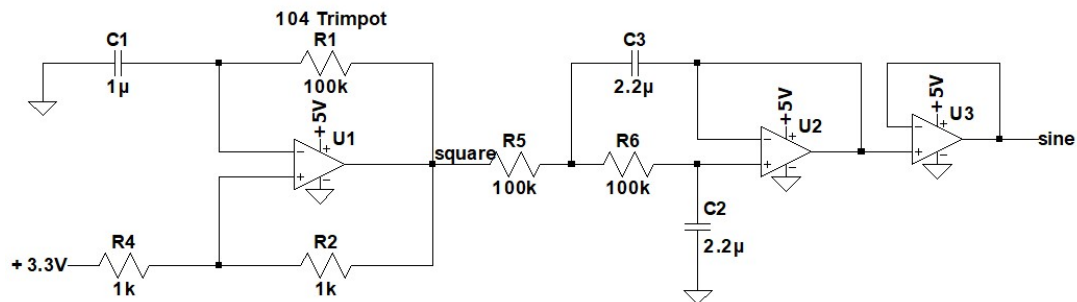 104 Trimpot
C1
R1
C3
1µ
100k
2.2µ
+5V
U1
+5V
U2
+5V
U3
square
R5
R6
sine
100k
100k
C2
2.2µ
R4
R2
+ 3.3V
1k
1k